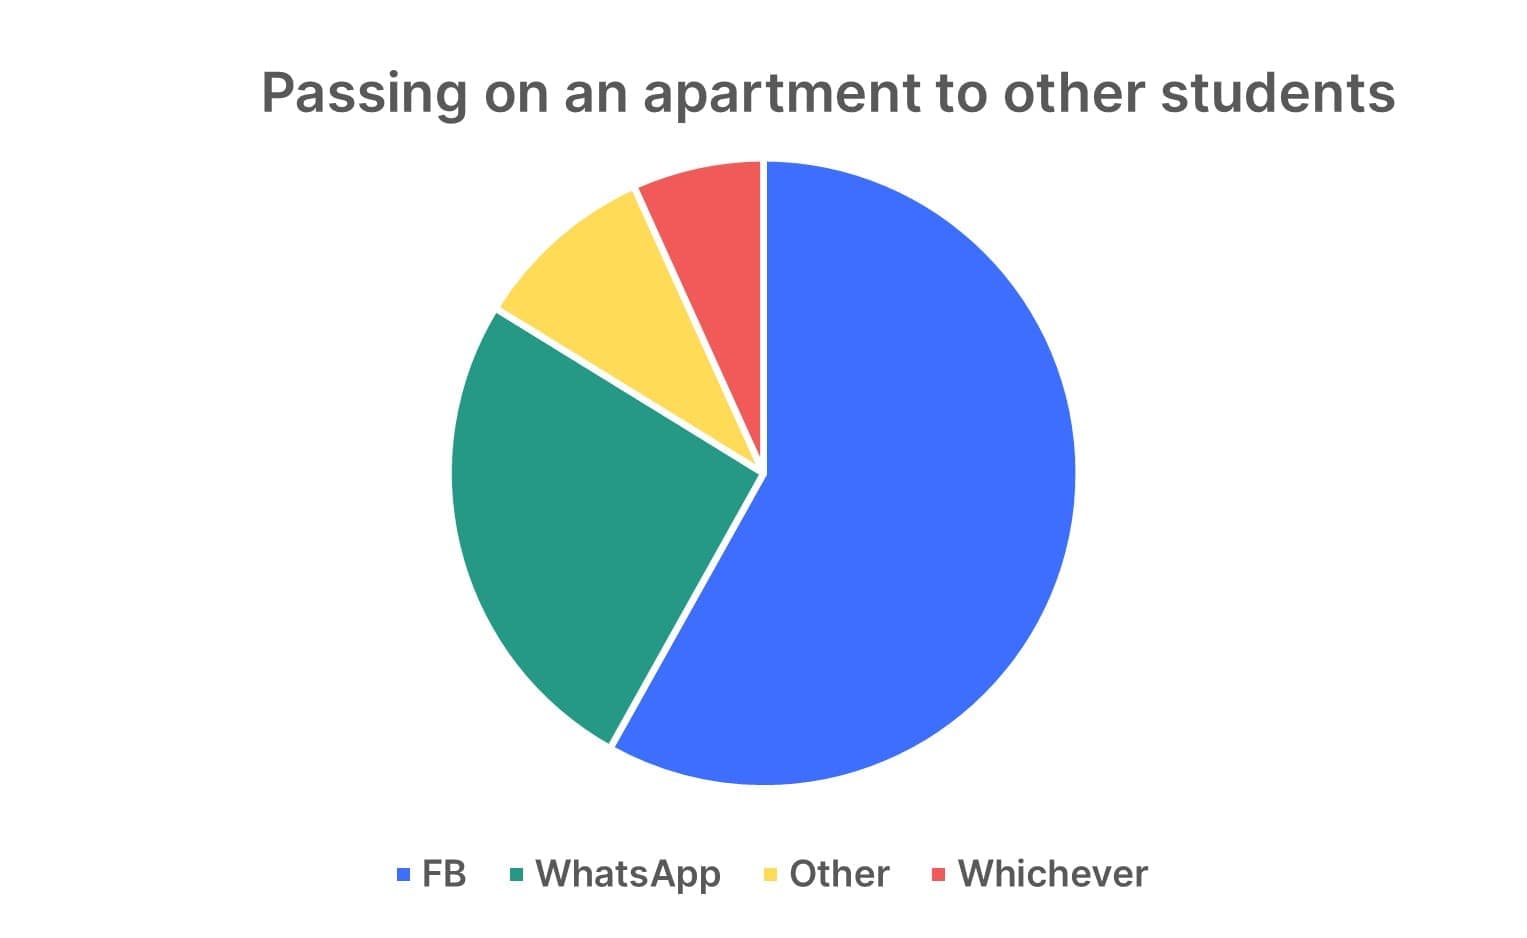 Passing on an apartment to other students
FB WhatsApp Other Whichever